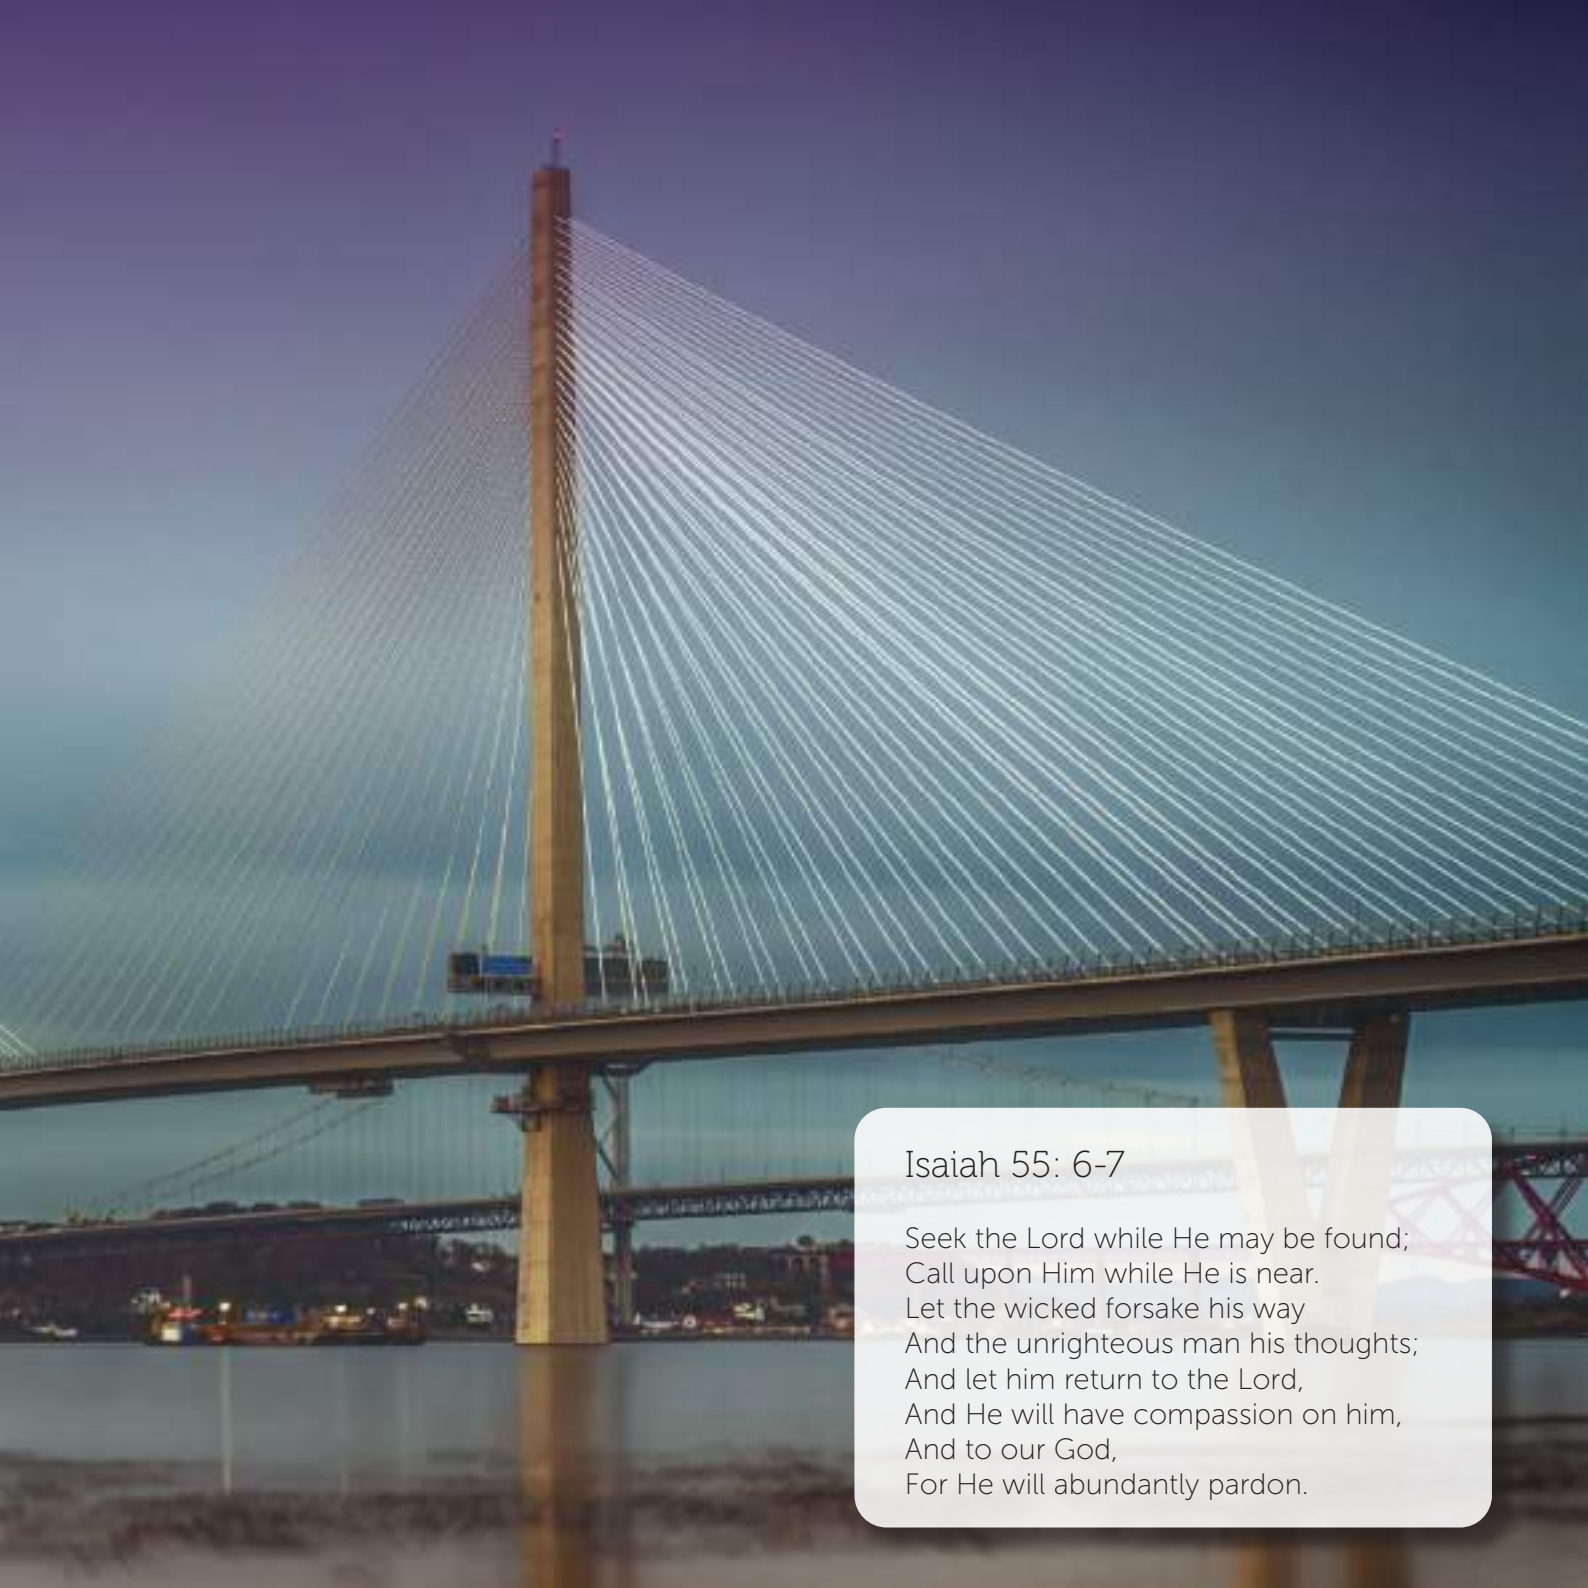 Isaiah 55: 6-7
Seek the Lord while He may be found;
Call upon Him while He is near.
Let the wicked forsake his way
And the unrighteous man his thoughts;
And let him return to the Lord,
And He will have compassion on him,
And to our God,
For He will abundantly pardon.